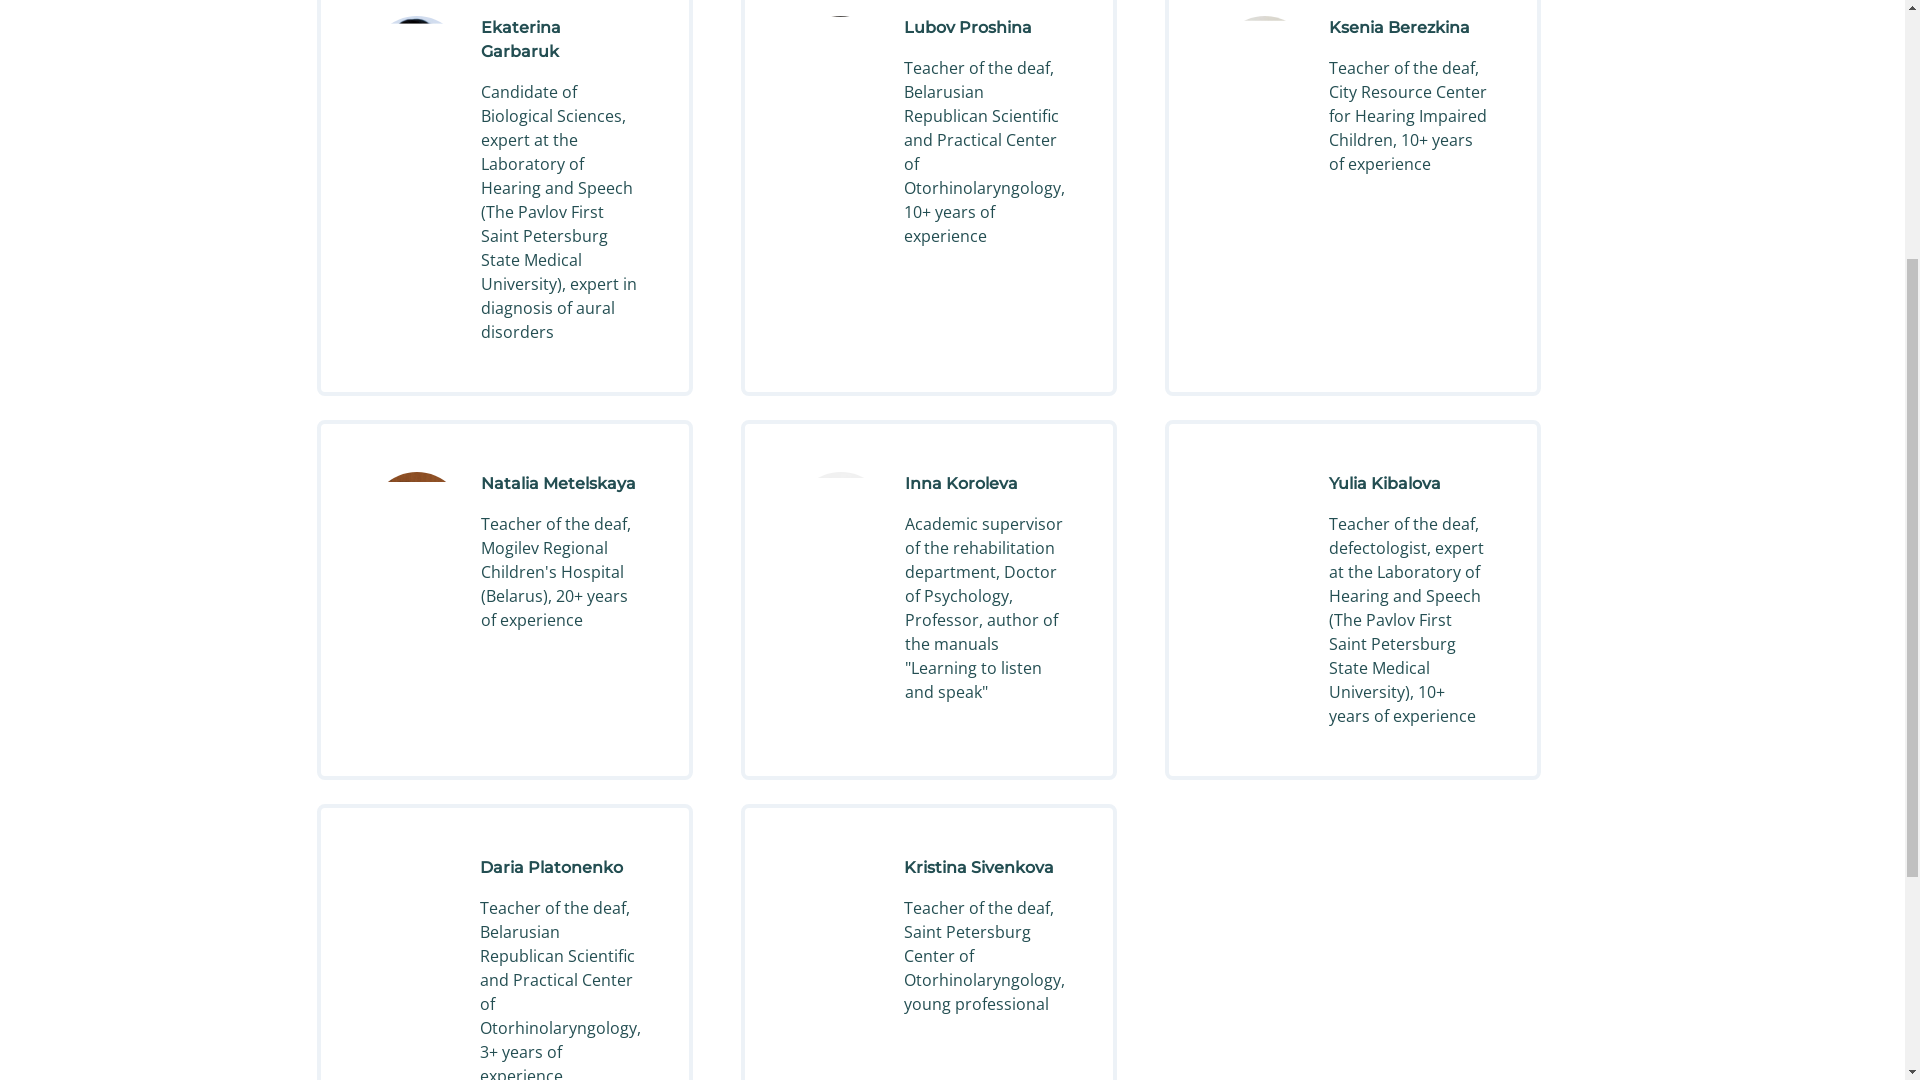 Ekaterina
Garbaruk
Candidate of
Biological Sciences,
expert at the
Laboratory of
Hearing and Speech
(The Pavlov First
Saint Petersburg
State Medical
University), expert in
diagnosis of aural
disorders
Lubov Proshina
Teacher of the deaf,
Belarusian
Republican Scientific
and Practical Center
of
Otorhinolaryngology,
10+ years of
experience
Ksenia Berezkina
Teacher of the deaf,
City Resource Center
for Hearing Impaired
Children, 10+ years
of experience
Natalia Metelskaya
Teacher of the deaf,
Mogilev Regional
Children's Hospital
(Belarus), 20+ years
of experience
Inna Koroleva
Academic supervisor
of the rehabilitation
department, Doctor
of Psychology,
Professor, author of
the manuals
"Learning to listen
and speak"
Yulia Kibalova
Teacher of the deaf,
defectologist, expert
at the Laboratory of
Hearing and Speech
(The Pavlov First
Saint Petersburg
State Medical
University), 10+
years of experience
Daria Platonenko
Teacher of the deaf,
Belarusian
Republican Scientific
and Practical Center
of
Otorhinolaryngology,
3+ years of
experience
Kristina Sivenkova
Teacher of the deaf,
Saint Petersburg
Center of
Otorhinolaryngology,
young professional